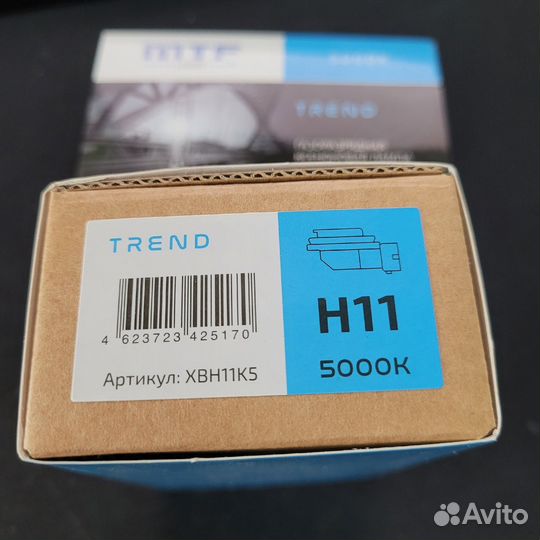 MTF
TREND
TREND
H11
4 623723 425170
Артикул: XBH11K5
5000K
Avito